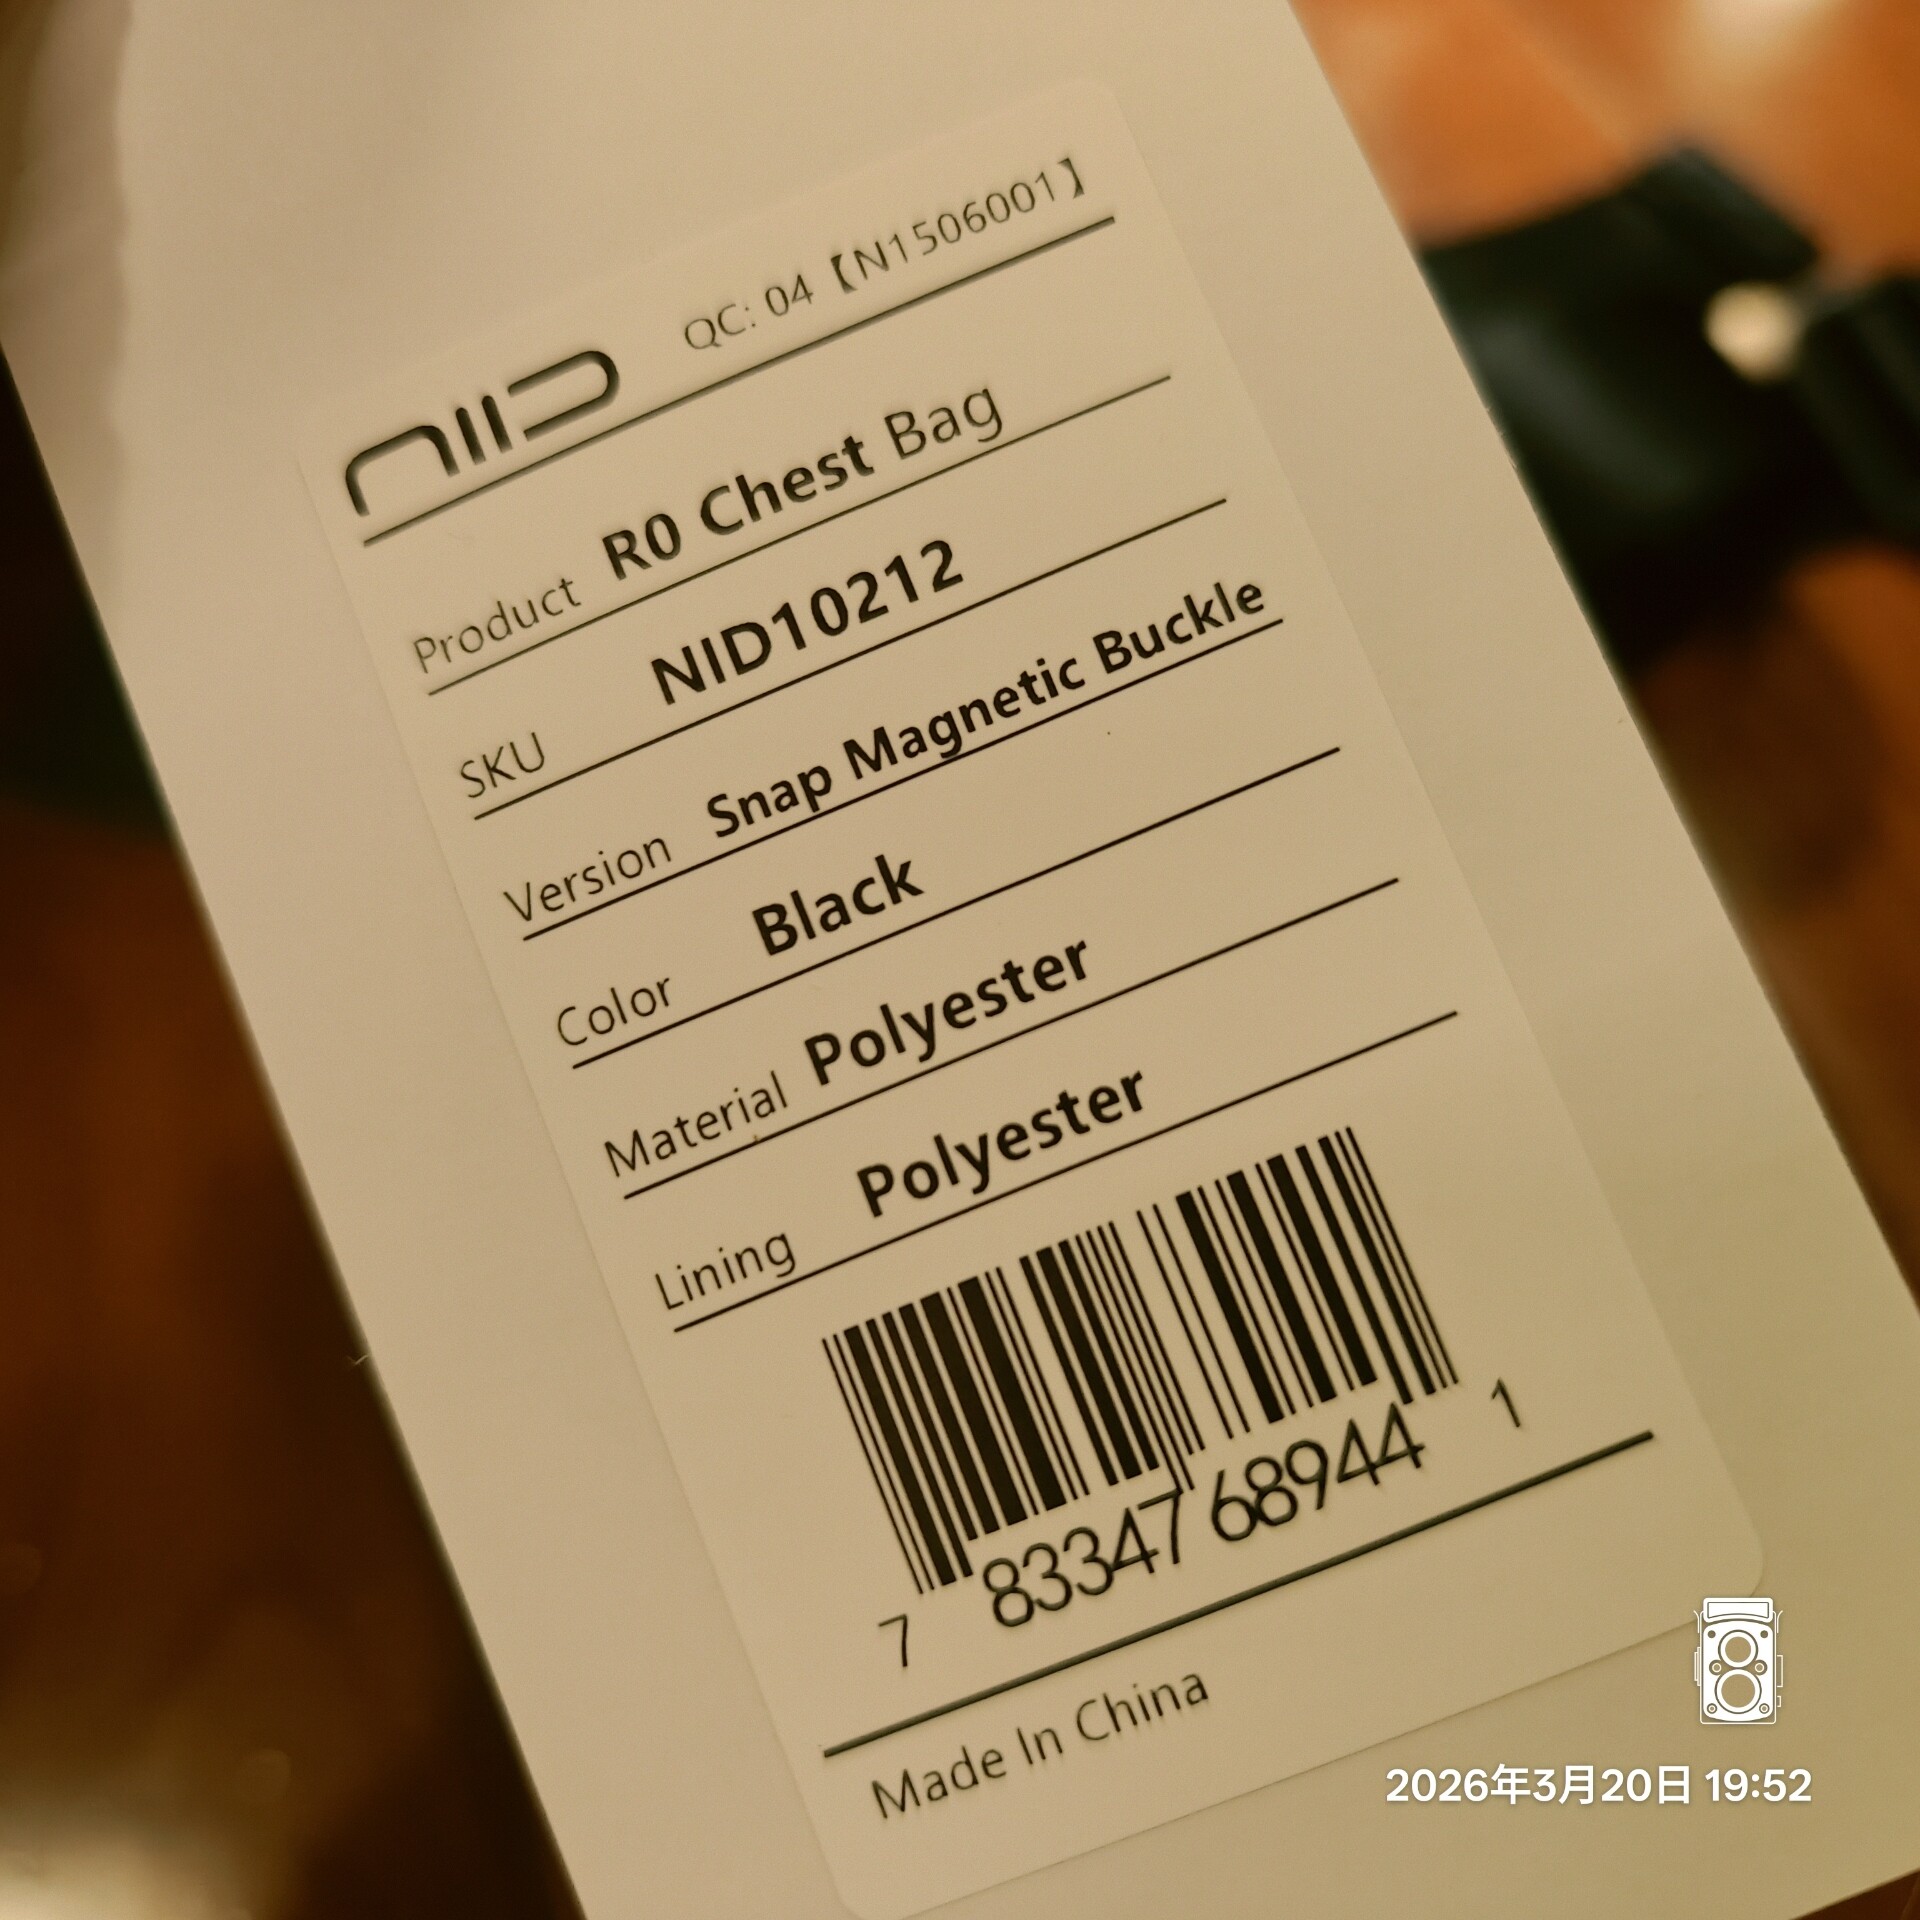 NIID QC: 04【N1506001】
Product R0 Chest Bag
SKU NID10212
Version Snap Magnetic Buckle
Color Black
Material Polyester
Lining Polyester
7 83347 68944 1
Made In China
2026年3月20日 19:52